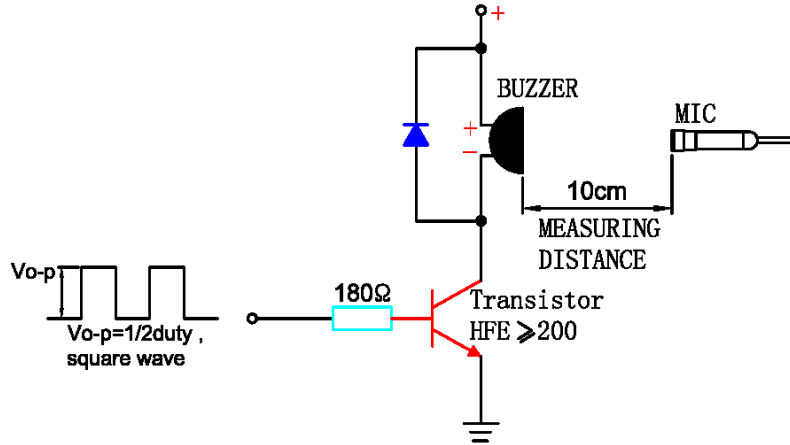 +
BUZZER
MIC
+
−
10cm
MEASURING
DISTANCE
Vo-p
180Ω
Transistor
HFE ⩾200
Vo-p=1/2duty ,
square wave